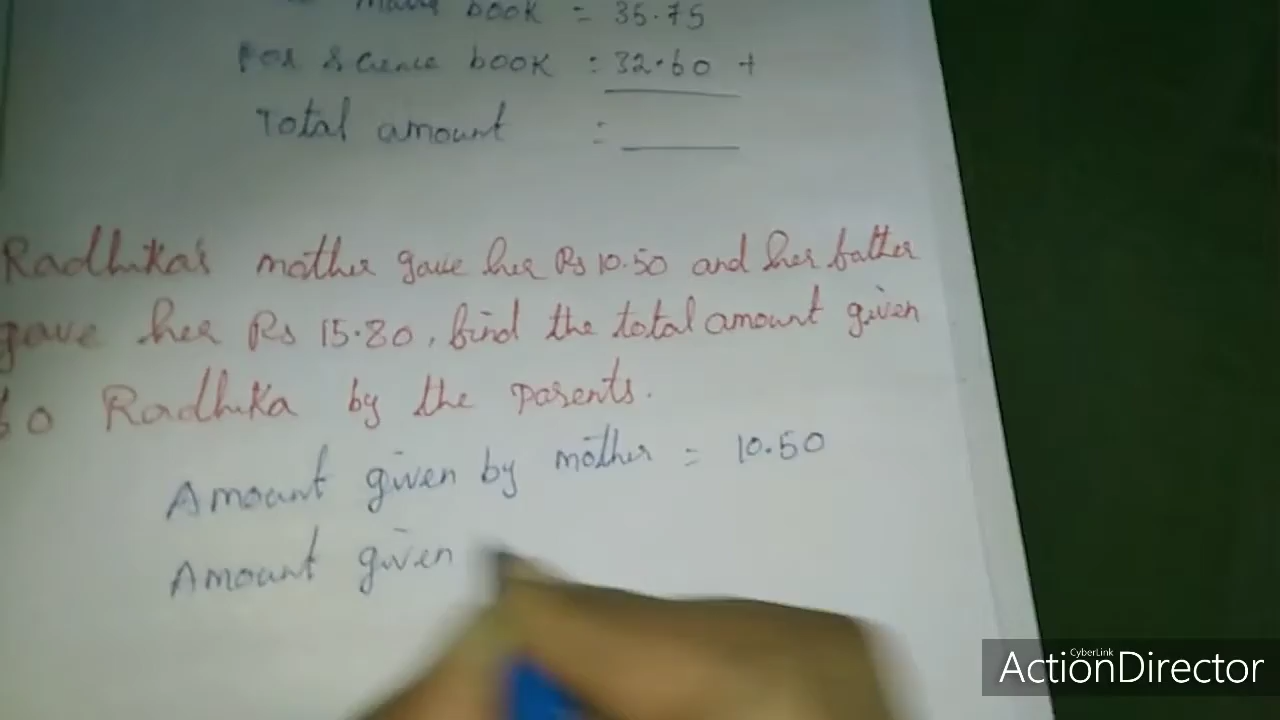 maths book = 35.75
For science book : 32.60 +
Total amount :
Radhika's mother gave her Rs 10.50 and her father
gave her Rs 15.80, find the total amount given
to Radhika by the parents.
Amount given by mother = 10.50
Amount given
CyberLink
ActionDirector